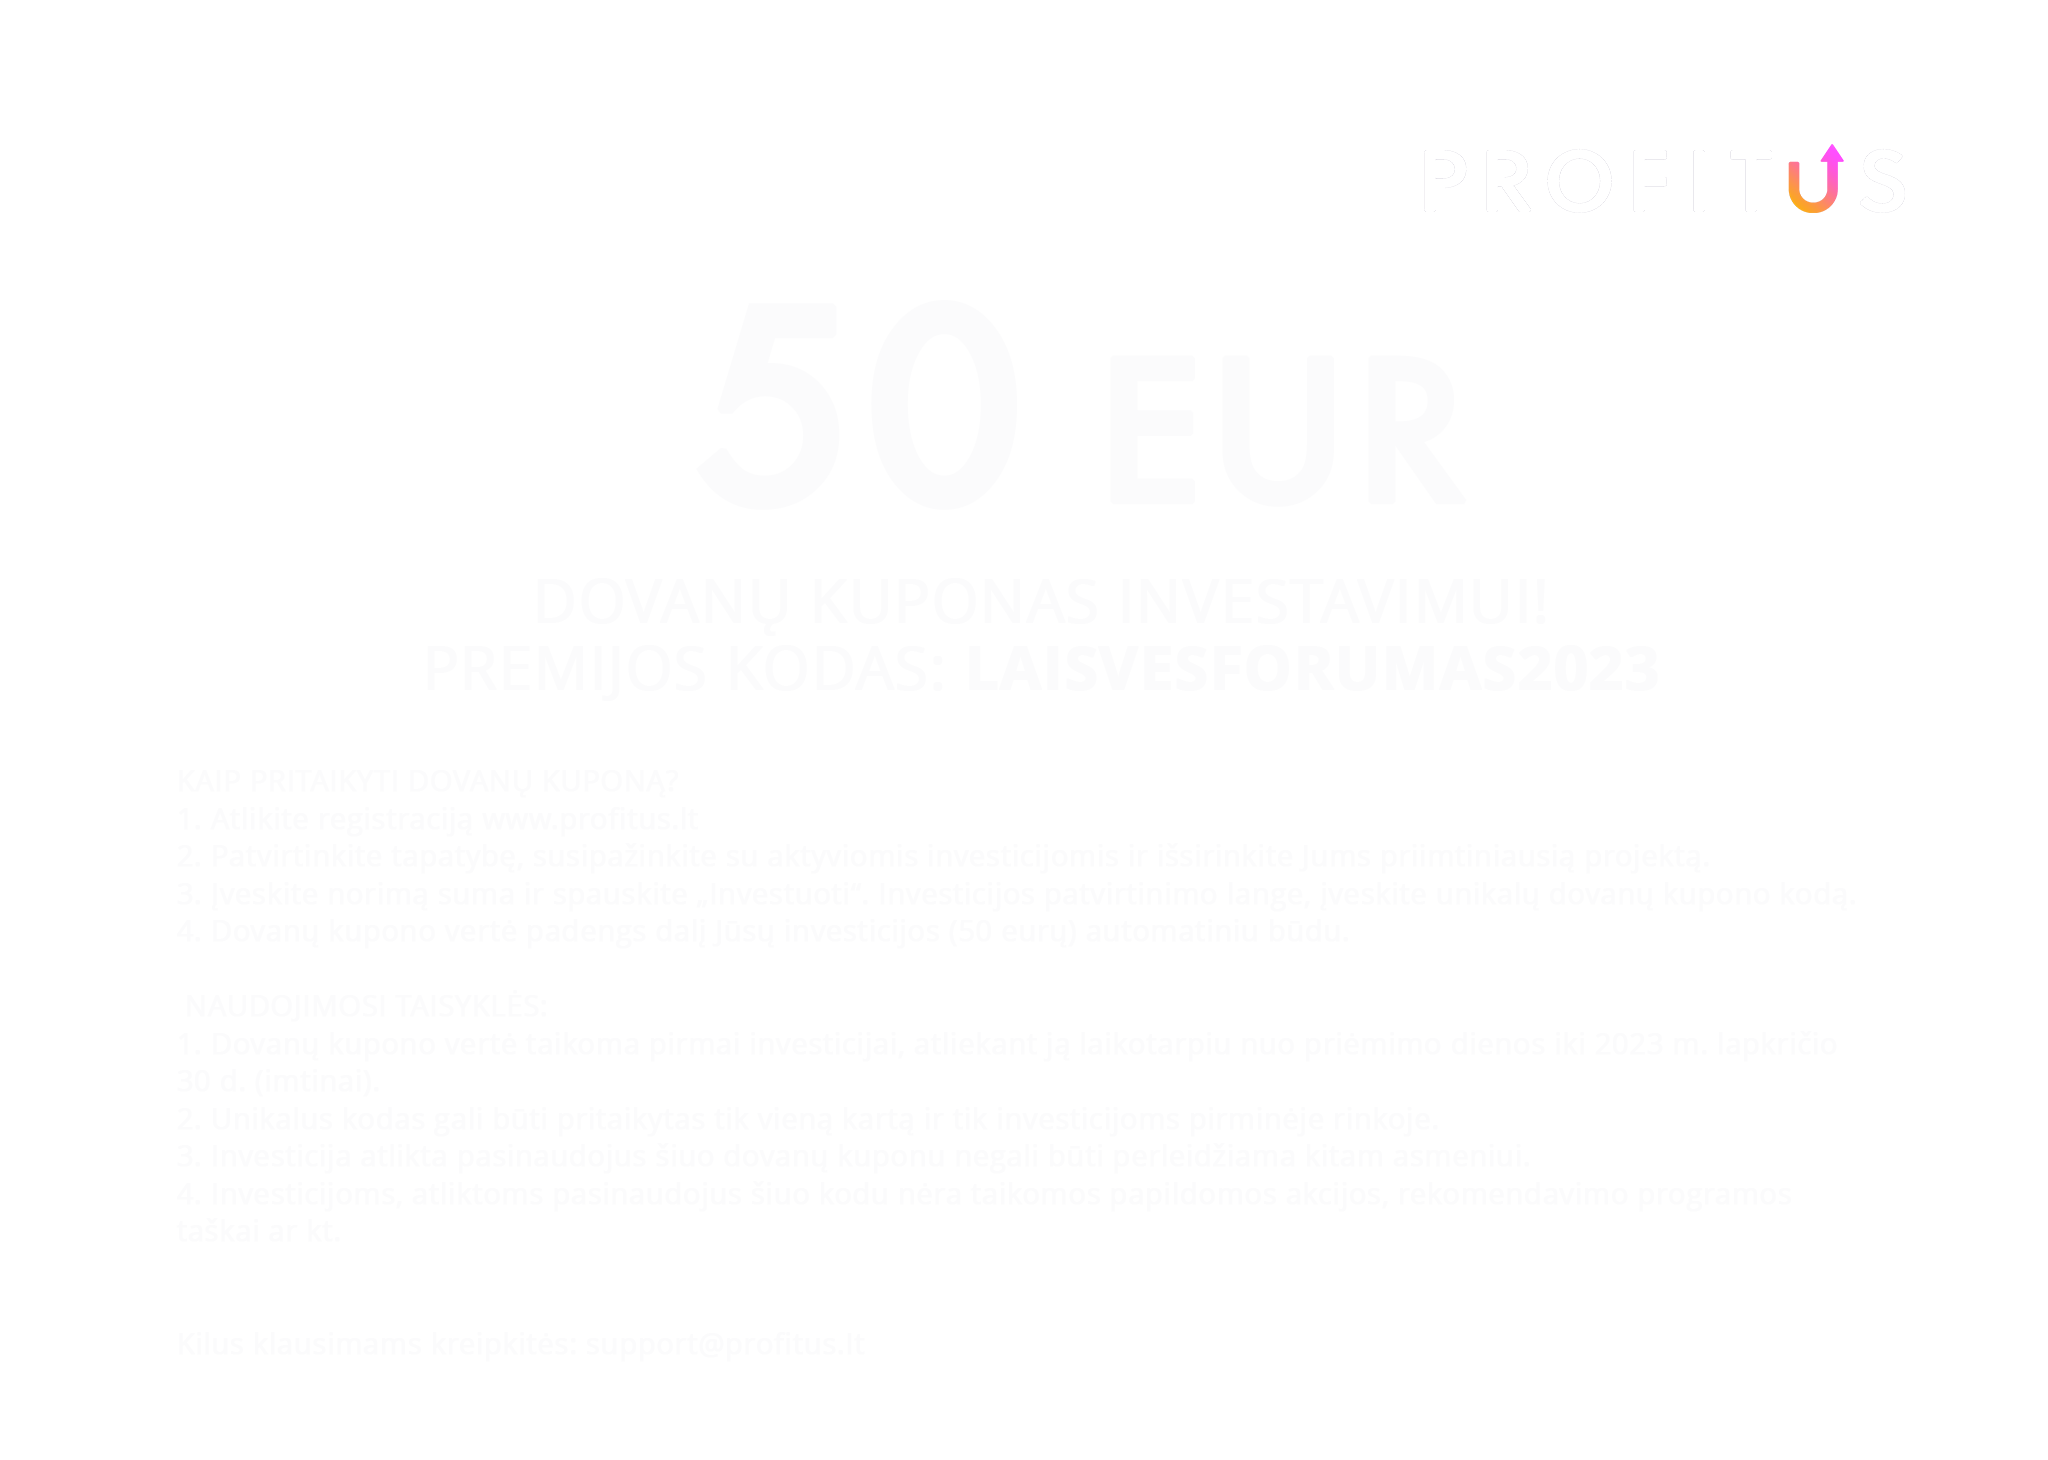 PROFITUS
50 EUR
DOVANŲ KUPONAS INVESTAVIMUI!
PREMIJOS KODAS: LAISVESFORUMAS2023
KAIP PRITAIKYTI DOVANŲ KUPONĄ?
1. Atlikite registraciją www.profitus.lt
2. Patvirtinkite tapatybę, susipažinkite su aktyviomis investicijomis ir išsirinkite Jums priimtiniausią projektą.
3. Įveskite norimą suma ir spauskite „Investuoti“. Investicijos patvirtinimo lange, įveskite unikalų dovanų kupono kodą.
4. Dovanų kupono vertė padengs dalį Jūsų investicijos (50 eurų) automatiniu būdu.
NAUDOJIMOSI TAISYKLĖS:
1. Dovanų kupono vertė taikoma pirmai investicijai, atliekant ją laikotarpiu nuo priėmimo dienos iki 2023 m. lapkričio
30 d. (imtinai).
2. Unikalus kodas gali būti pritaikytas tik vieną kartą ir tik investicijoms pirminėje rinkoje.
3. Investicija atlikta pasinaudojus šiuo dovanų kuponu negali būti perleidžiama kitam asmeniui.
4. Investicijoms, atliktoms pasinaudojus šiuo kodu nėra taikomos papildomos akcijos, rekomendavimo programos
taškai ar kt.
Kilus klausimams kreipkitės: support@profitus.lt